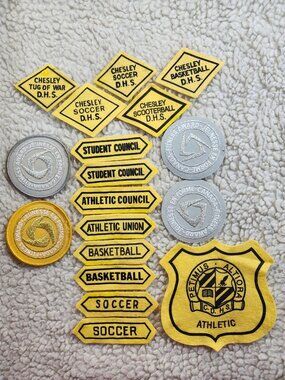 CHESLEY
TUG OF WAR
D.H.S.
CHESLEY
SOCCER
D.H.S.
CHESLEY
BASKETBALL
D.H.S.
CHESLEY
SOCCER
D.H.S.
CHESLEY
SCOOTERBALL
D.H.S.
STUDENT COUNCIL
STUDENT COUNCIL
ATHLETIC COUNCIL
ATHLETIC UNION
BASKETBALL
BASKETBALL
SOCCER
SOCCER
PETIMUS ALTIORA
C.D.H.S.
ATHLETIC